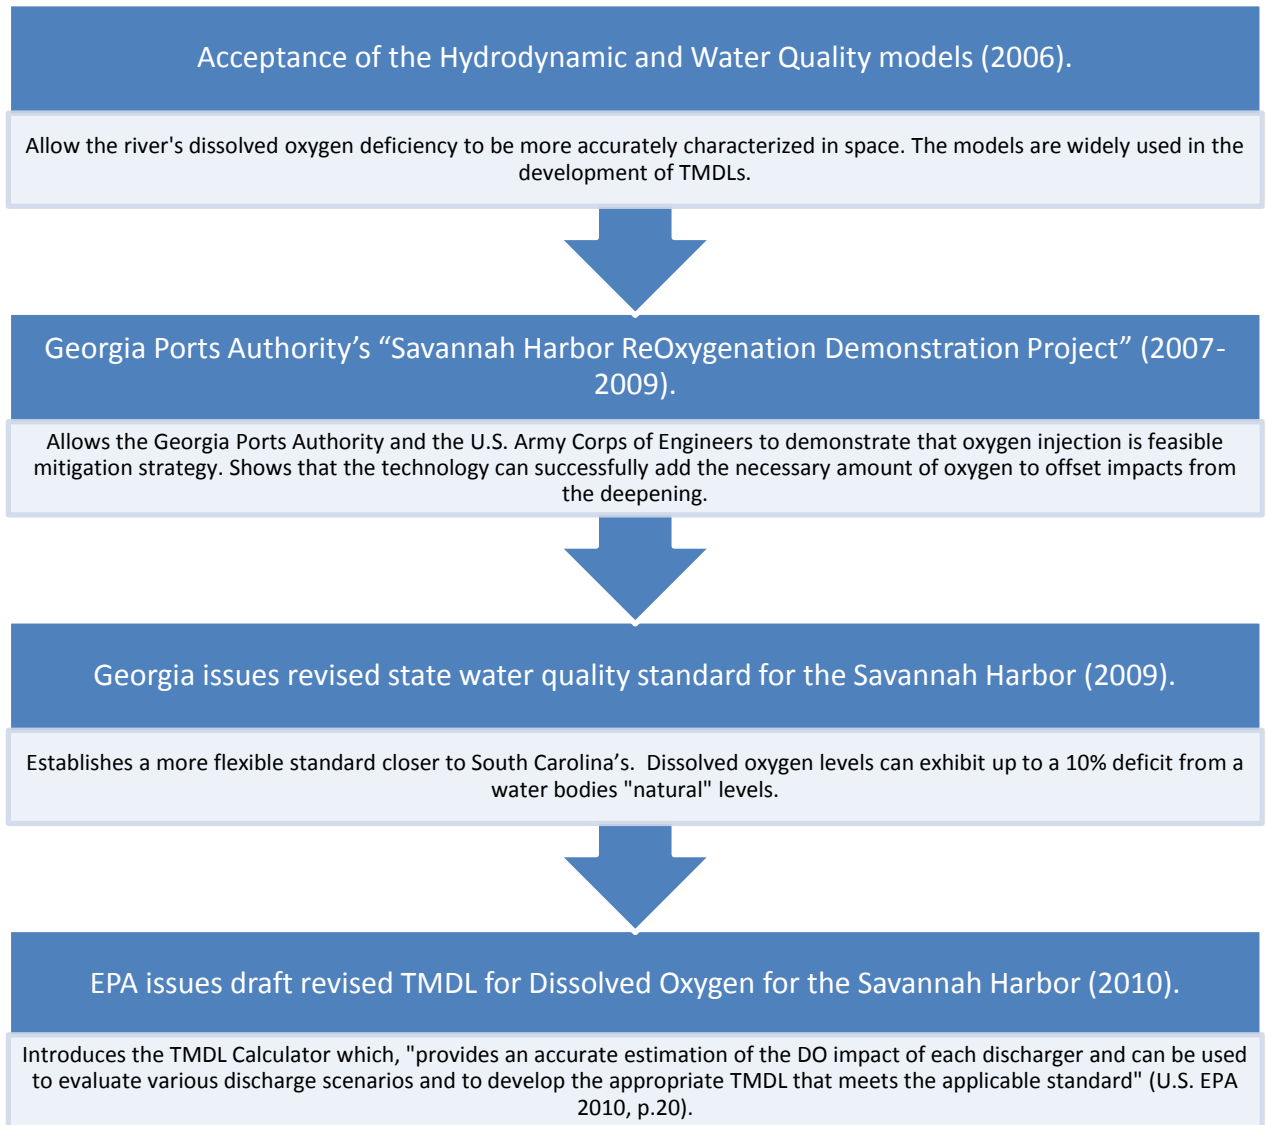 Acceptance of the Hydrodynamic and Water Quality models (2006).
Allow the river's dissolved oxygen deficiency to be more accurately characterized in space. The models are widely used in the
development of TMDLs.
Georgia Ports Authority’s “Savannah Harbor ReOxygenation Demonstration Project” (2007-
2009).
Allows the Georgia Ports Authority and the U.S. Army Corps of Engineers to demonstrate that oxygen injection is feasible
mitigation strategy. Shows that the technology can successfully add the necessary amount of oxygen to offset impacts from
the deepening.
Georgia issues revised state water quality standard for the Savannah Harbor (2009).
Establishes a more flexible standard closer to South Carolina’s.  Dissolved oxygen levels can exhibit up to a 10% deficit from a
water bodies "natural" levels.
EPA issues draft revised TMDL for Dissolved Oxygen for the Savannah Harbor (2010).
Introduces the TMDL Calculator which, "provides an accurate estimation of the DO impact of each discharger and can be used
to evaluate various discharge scenarios and to develop the appropriate TMDL that meets the applicable standard" (U.S. EPA
2010, p.20).